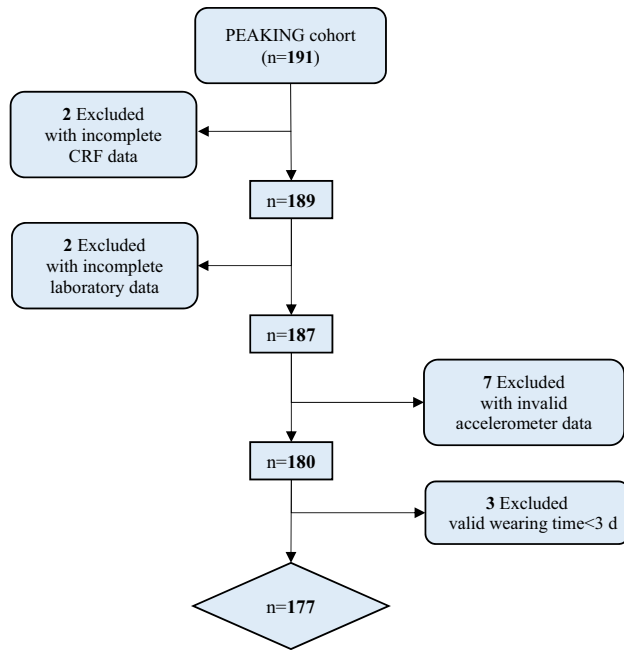 PEAKING cohort
(n=191)
2 Excluded
with incomplete
CRF data
n=189
2 Excluded
with incomplete
laboratory data
n=187
7 Excluded
with invalid
accelerometer data
n=180
3 Excluded
valid wearing time<3 d
n=177